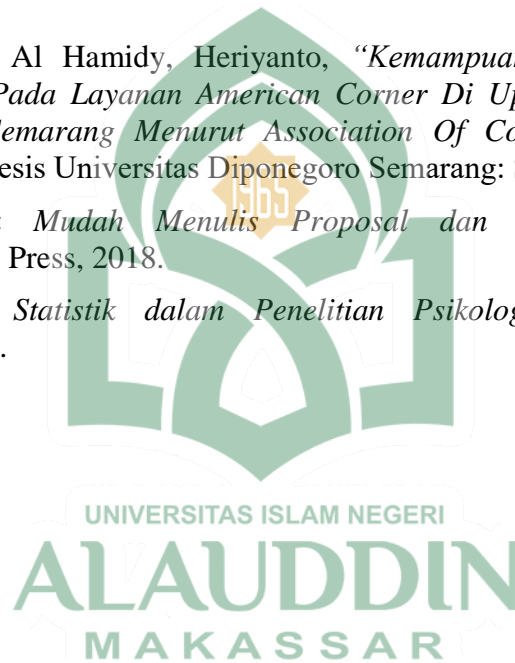 Al Hamidy, Heriyanto, “Kemampuan
Pada Layanan American Corner Di Up
Semarang Menurut Association Of Co
esis Universitas Diponegoro Semarang: S
Mudah Menulis Proposal dan
Press, 2018.
Statistik dalam Penelitian Psikolog
.
1965
UNIVERSITAS ISLAM NEGERI
ALAUDDIN
MAKASSAR